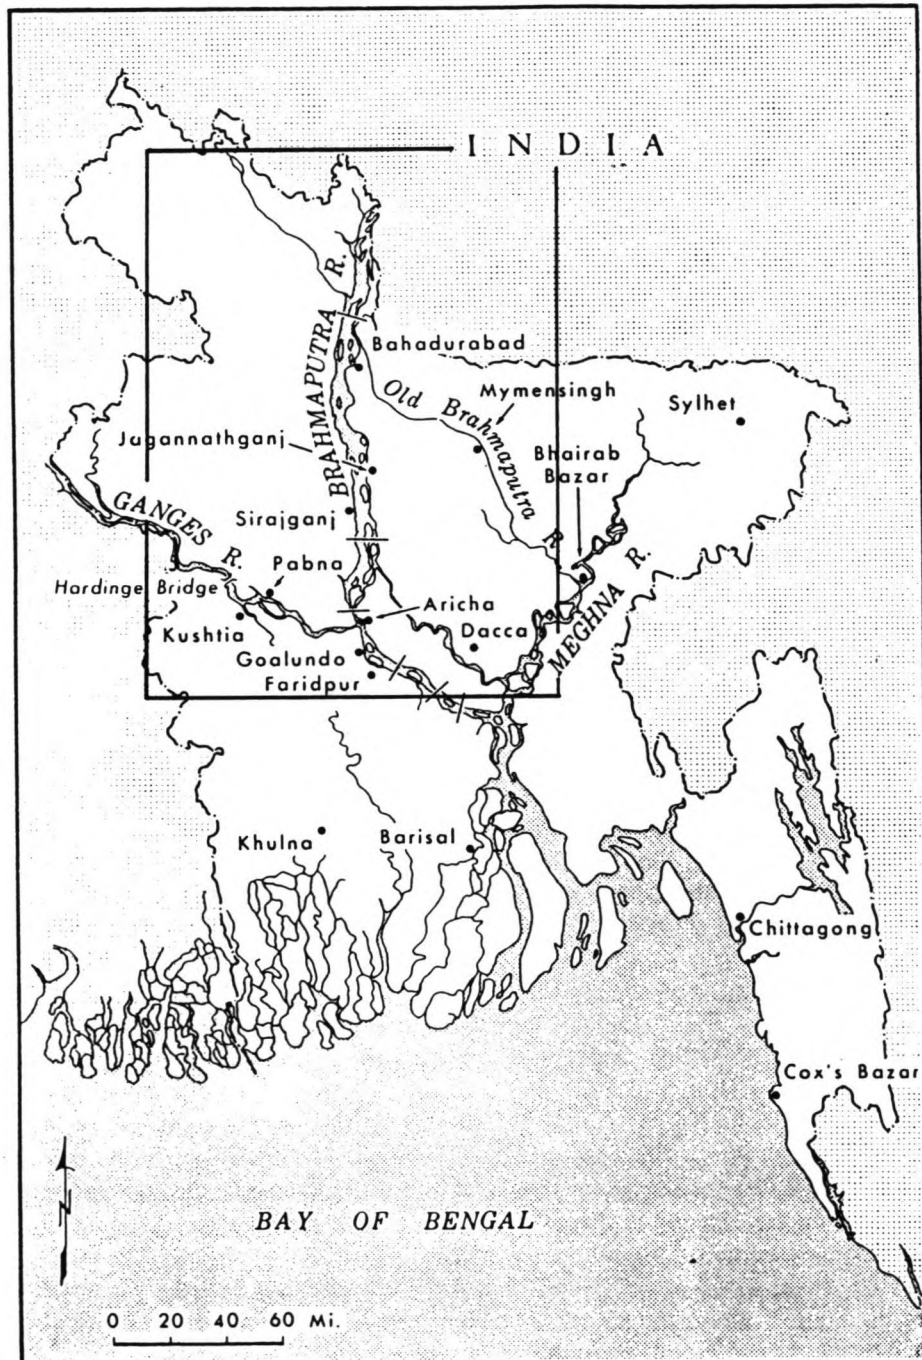 INDIA
BRAHMAPUTRA R.
Bahadurabad
Old Brahmaputra R.
Mymensingh
Sylhet
Jagannathganj
Bhairab
Bazar
GANGES R.
Sirajganj
Pabna
Hardinge Bridge
MEGHNA R.
Aricha
Kushtia
Dacca
Goalundo
Faridpur
Khulna
Barisal
Chittagong
Cox's Bazar
N
BAY OF BENGAL
0 20 40 60 Mi.